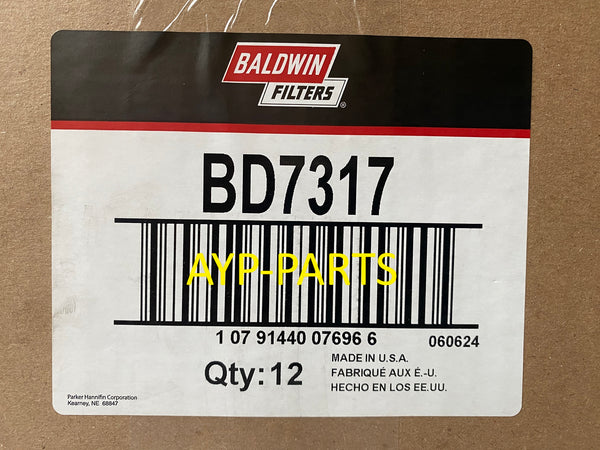 BALDWIN
FILTERS®
BD7317
AYP-PARTS
1 07 91440 07696 6
060624
Qty: 12
MADE IN U.S.A.
FABRIQUÉ AUX É.-U.
HECHO EN LOS EE.UU.
Parker Hannifin Corporation
Kearney, NE 68847